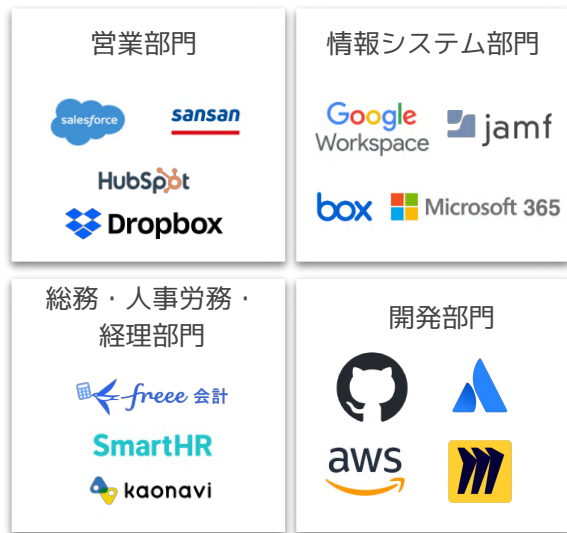 営業部門
salesforce
sansan
HubSpot
Dropbox
情報システム部門
Google
Workspace
jamf
box
Microsoft 365
総務・人事労務・
経理部門
freee 会計
SmartHR
kaonavi
開発部門
aws